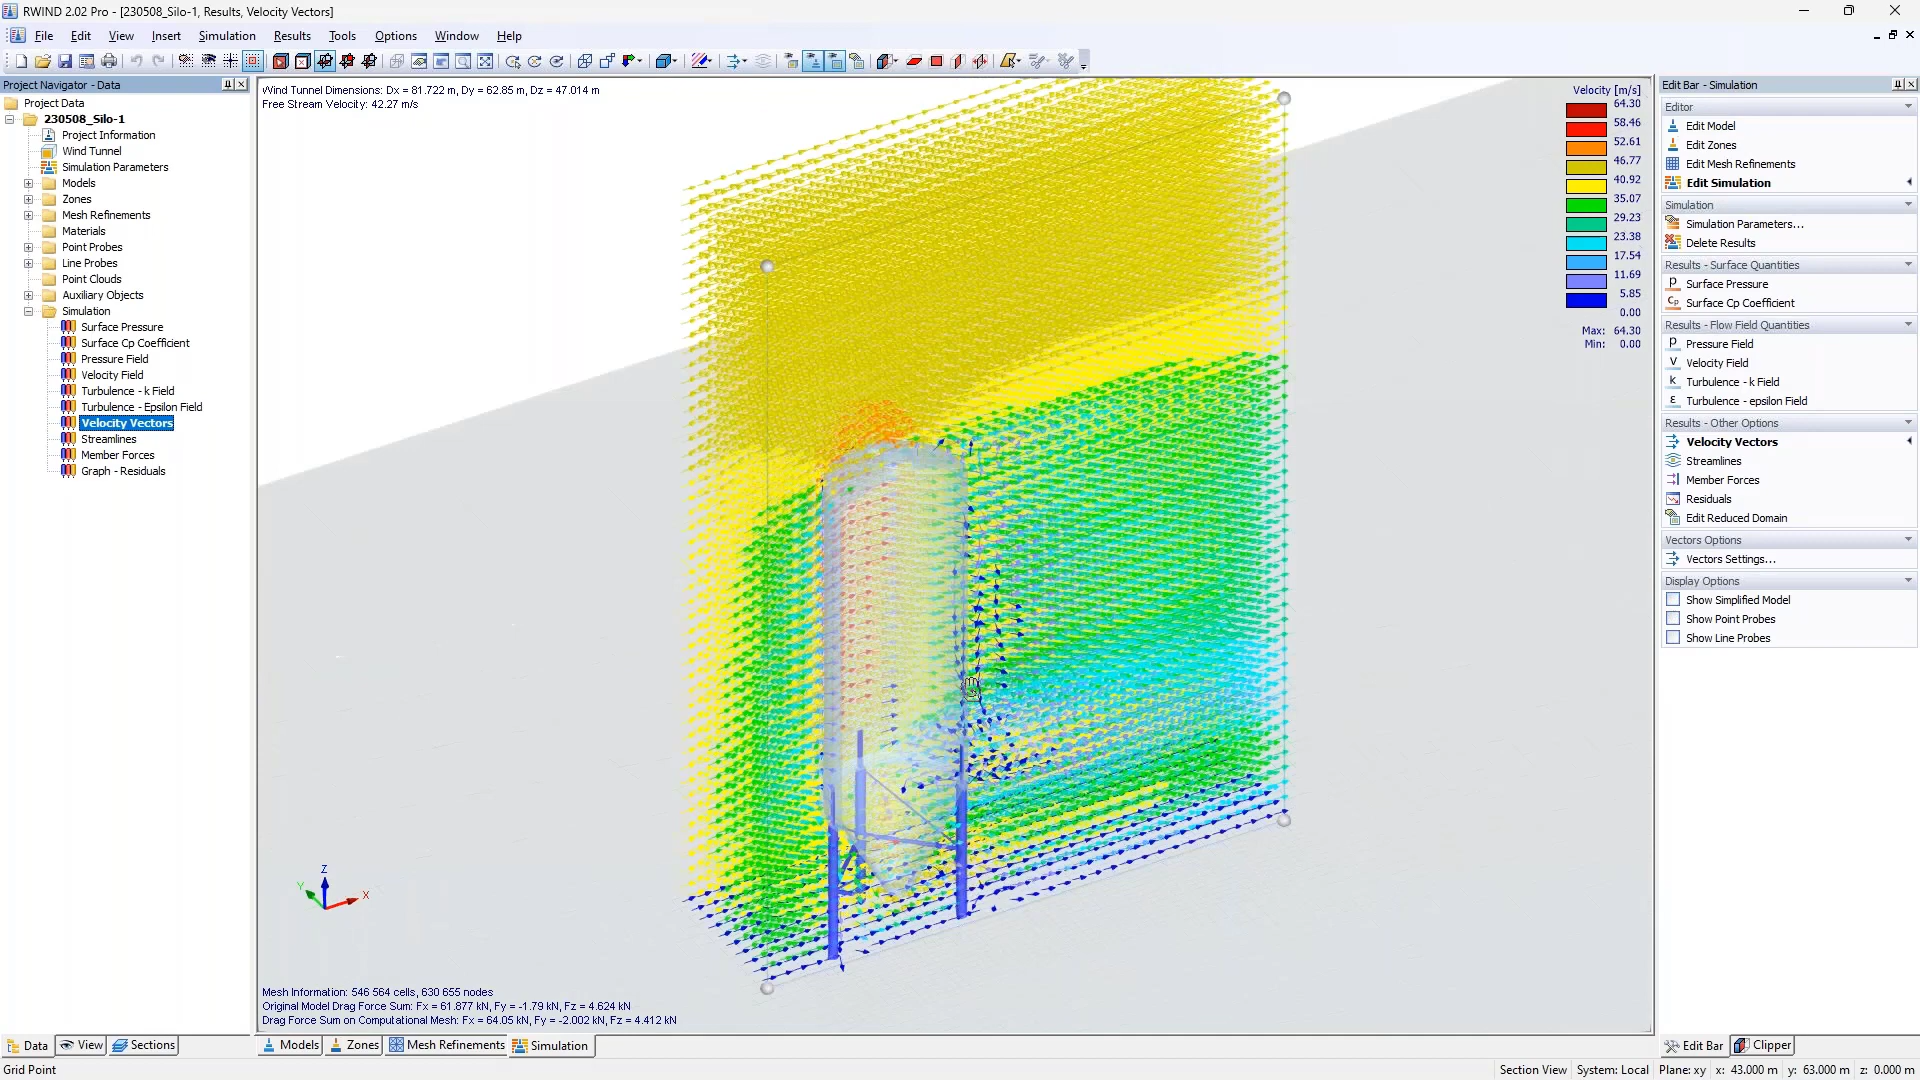 RWIND 2.02 Pro - [230508_Silo-1, Results, Velocity Vectors]
File Edit View Insert Simulation Results Tools Options Window Help
Project Navigator - Data
Project Data
230508_Silo-1
Project Information
Wind Tunnel
Simulation Parameters
Models
Zones
Mesh Refinements
Materials
Point Probes
Line Probes
Point Clouds
Auxiliary Objects
Simulation
Surface Pressure
Surface Cp Coefficient
Pressure Field
Velocity Field
Turbulence - k Field
Turbulence - Epsilon Field
Velocity Vectors
Streamlines
Member Forces
Graph - Residuals
Data View Sections
Wind Tunnel Dimensions: Dx = 81.722 m, Dy = 62.85 m, Dz = 47.014 m
Free Stream Velocity: 42.27 m/s
Velocity [m/s]
64.30
58.46
52.61
46.77
40.92
35.07
29.23
23.38
17.54
11.69
5.85
0.00
Max: 64.30
Min: 0.00
Z
Y
X
Mesh Information: 546 564 cells, 630 655 nodes
Original Model Drag Force Sum: Fx = 61.877 kN, Fy = -1.79 kN, Fz = 4.624 kN
Drag Force Sum on Computational Mesh: Fx = 64.05 kN, Fy = -2.002 kN, Fz = 4.412 kN
Models Zones Mesh Refinements Simulation
Edit Bar - Simulation
Editor
Edit Model
Edit Zones
Edit Mesh Refinements
Edit Simulation
Simulation
Simulation Parameters...
Delete Results
Results - Surface Quantities
p Surface Pressure
Cp Surface Cp Coefficient
Results - Flow Field Quantities
p Pressure Field
v Velocity Field
k Turbulence - k Field
ε Turbulence - epsilon Field
Results - Other Options
Velocity Vectors
Streamlines
Member Forces
Residuals
Edit Reduced Domain
Vectors Options
Vectors Settings...
Display Options
Show Simplified Model
Show Point Probes
Show Line Probes
Edit Bar Clipper
Grid Point
Section View System: Local Plane: xy x: 43.000 m y: 63.000 m z: 0.000 m